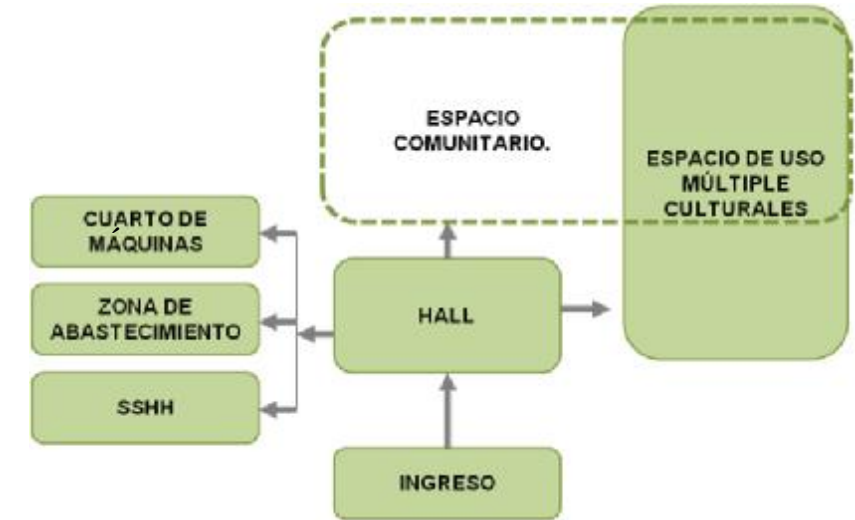 ESPACIO
COMUNITARIO.
ESPACIO DE USO
MÚLTIPLE
CULTURALES
CUARTO DE
MÁQUINAS
ZONA DE
ABASTECIMIENTO
HALL
SSHH
INGRESO